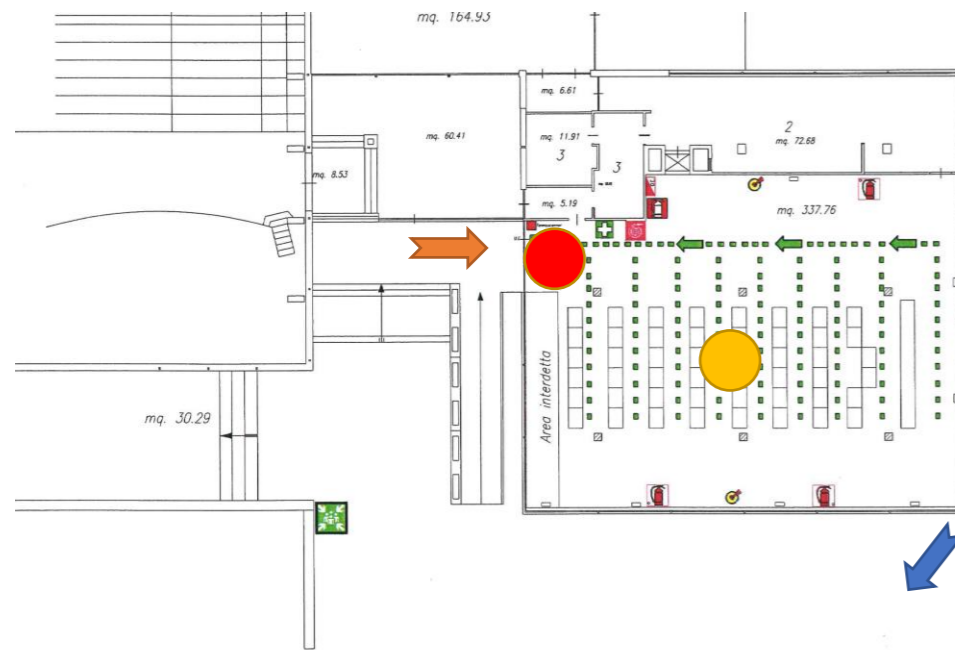 mq. 164.93
mq. 6.61
mq. 60.41
mq. 11.91
3
2
mq. 72.68
mq. 8.53
3
mq. 5.19
mq. 337.76
Area interdetta
mq. 30.29